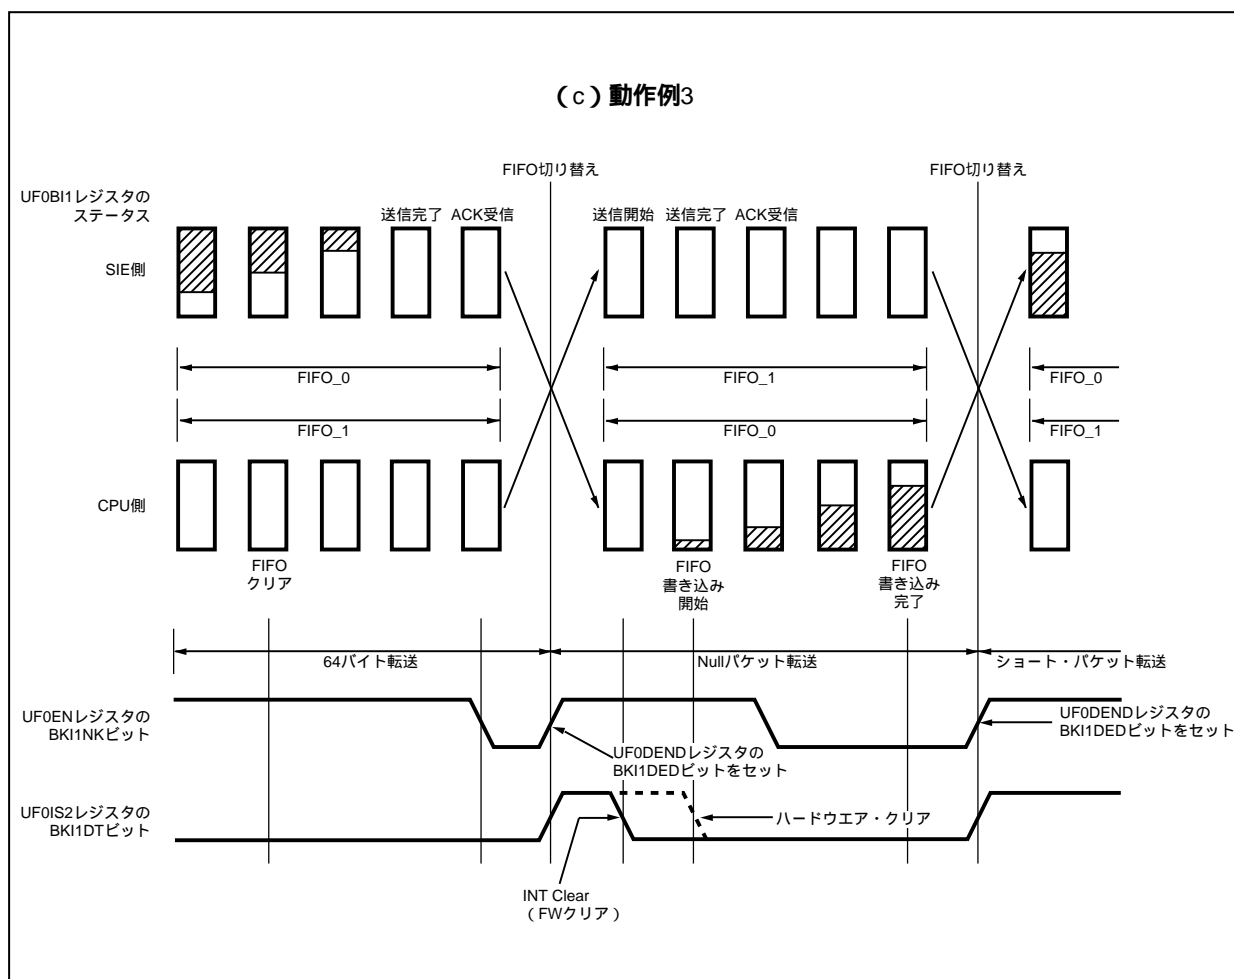 （c）動作例3
FIFO切り替え
FIFO切り替え
UF0BI1レジスタの
ステータス
送信完了
ACK受信
送信開始
送信完了
ACK受信
SIE側
FIFO_0
FIFO_1
FIFO_0
FIFO_1
FIFO_0
FIFO_1
CPU側
FIFO
クリア
FIFO
書き込み
開始
FIFO
書き込み
完了
64バイト転送
Nullパケット転送
ショート・パケット転送
UF0ENレジスタの
BKI1NKビット
UF0DENDレジスタの
BKI1DEDビットをセット
UF0DENDレジスタの
BKI1DEDビットをセット
UF0IS2レジスタの
BKI1DTビット
ハードウエア・クリア
INT Clear
（FWクリア）